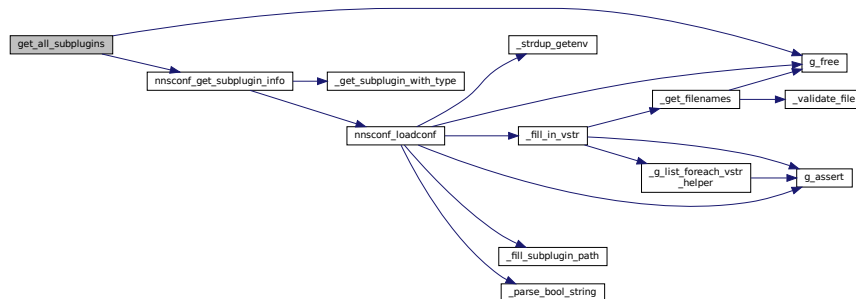 get_all_subplugins
nnsconf_get_subplugin_info
_get_subplugin_with_type
nnsconf_loadconf
_strdup_getenv
_fill_in_vstr
_get_filenames
g_free
_validate_file
_g_list_foreach_vstr
_helper
g_assert
_fill_subplugin_path
_parse_bool_string